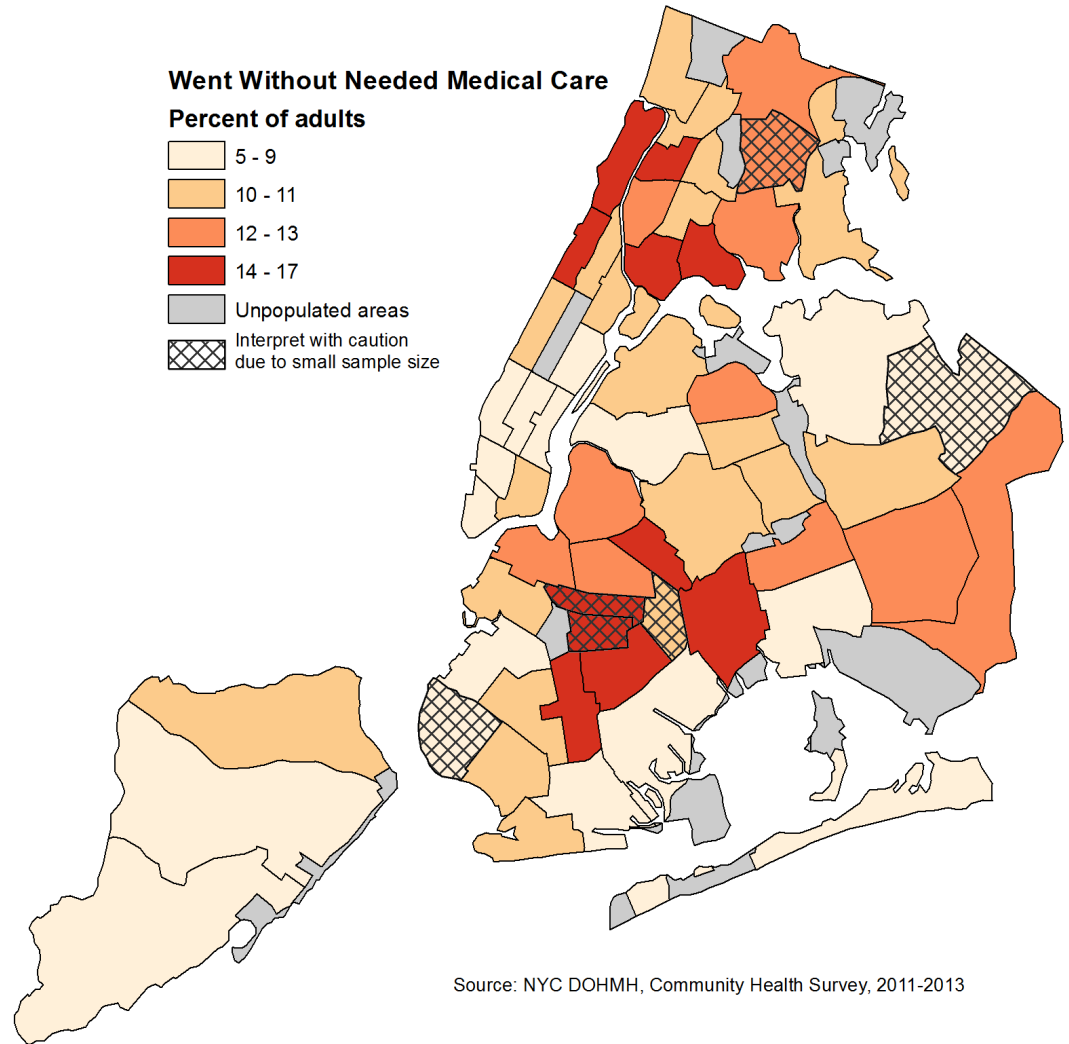 Went Without Needed Medical Care
Percent of adults
5 - 9
10 - 11
12 - 13
14 - 17
Unpopulated areas
Interpret with caution
due to small sample size
Source: NYC DOHMH, Community Health Survey, 2011-2013